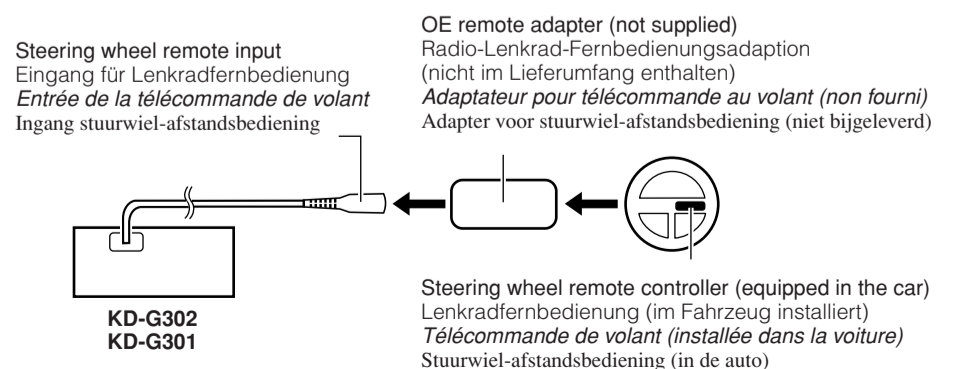 Steering wheel remote input
Eingang für Lenkradfernbedienung
Entrée de la télécommande de volant
Ingang stuurwiel-afstandsbediening
OE remote adapter (not supplied)
Radio-Lenkrad-Fernbedienungsadaption
(nicht im Lieferumfang enthalten)
Adaptateur pour télécommande au volant (non fourni)
Adapter voor stuurwiel-afstandsbediening (niet bijgeleverd)
KD-G302
KD-G301
Steering wheel remote controller (equipped in the car)
Lenkradfernbedienung (im Fahrzeug installiert)
Télécommande de volant (installée dans la voiture)
Stuurwiel-afstandsbediening (in de auto)